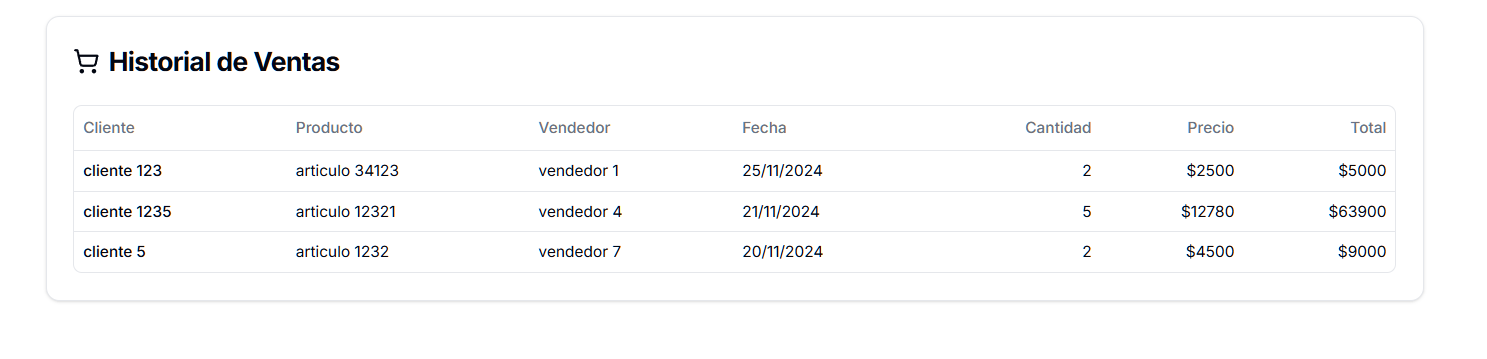 Historial de Ventas
Cliente Producto Vendedor Fecha Cantidad Precio Total
cliente 123 articulo 34123 vendedor 1 25/11/2024 2 $2500 $5000
cliente 1235 articulo 12321 vendedor 4 21/11/2024 5 $12780 $63900
cliente 5 articulo 1232 vendedor 7 20/11/2024 2 $4500 $9000